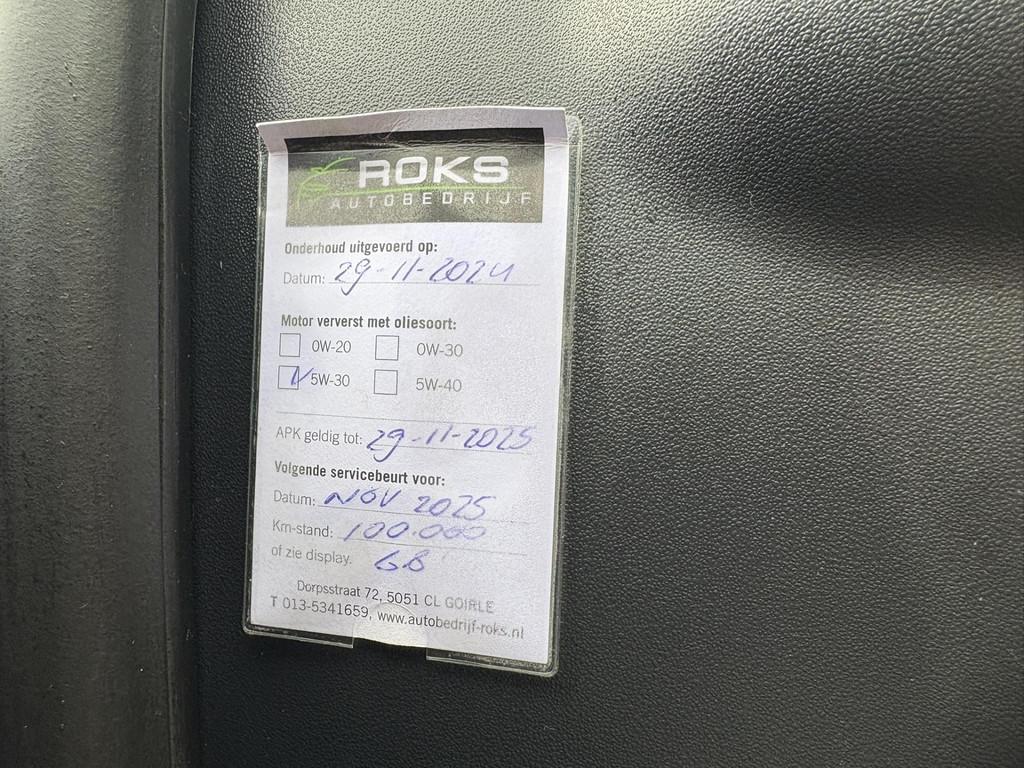 ROKS
AUTOBEDRIJF
Onderhoud uitgevoerd op:
Datum: 29-11-2024
Motor ververst met oliesoort:
0W-20 0W-30
5W-30 5W-40
APK geldig tot: 29-11-2025
Volgende servicebeurt voor:
Datum: NOV 2025
Km-stand: 100.000
of zie display. GB
Dorpsstraat 72, 5051 CL GOIRLE
T 013-5341659, www.autobedrijf-roks.nl